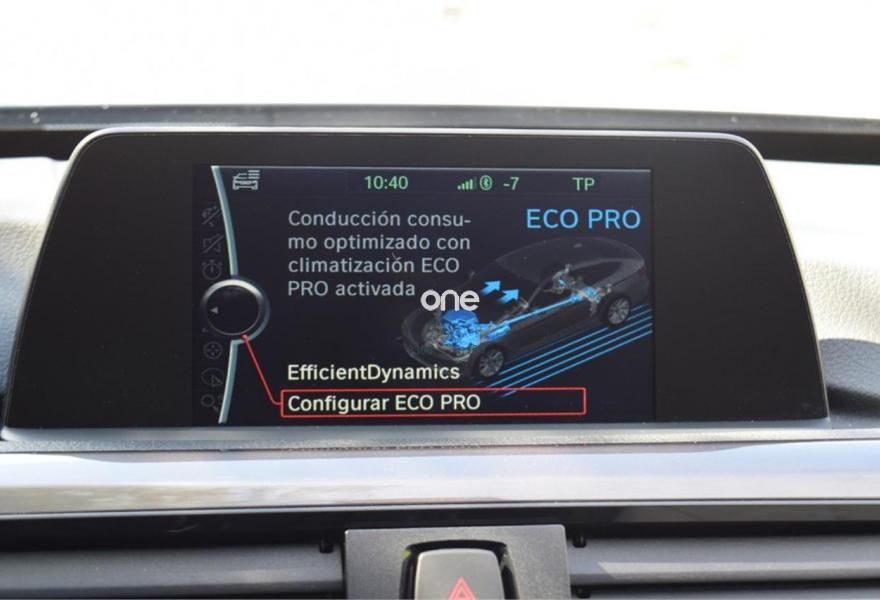 10:40 -7 TP
ECO PRO
Conducción consu-
mo optimizado con
climatización ECO
PRO activada
one
EfficientDynamics
Configurar ECO PRO